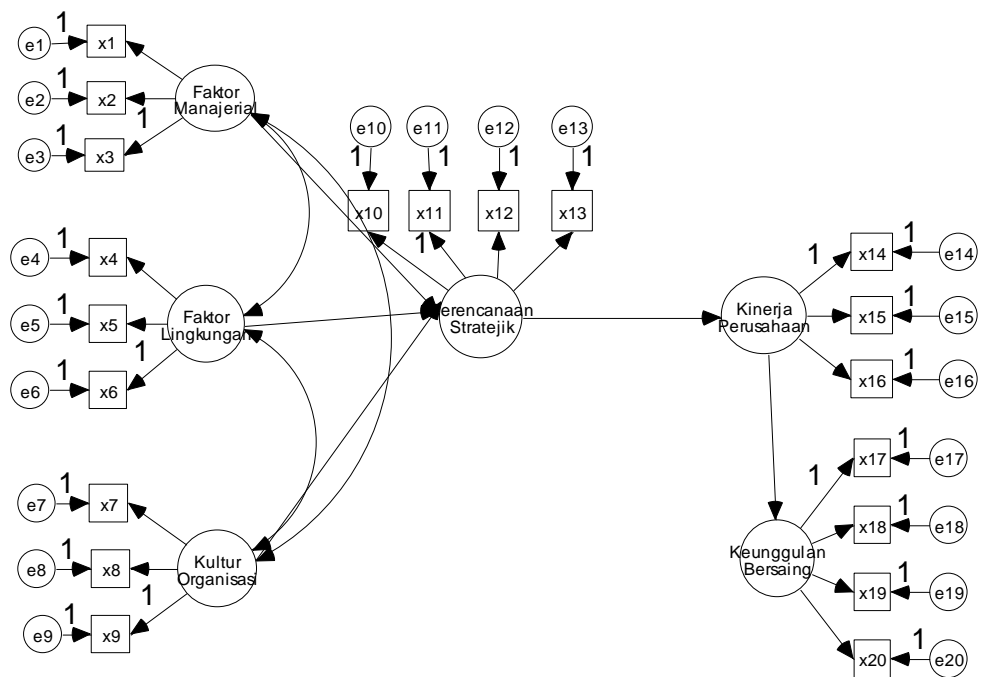 e1 1 x1
e2 1 x2
e3 1 x3
1
Faktor
Manajerial
e4 1 x4
e5 1 x5
e6 1 x6
1
Faktor
Lingkungan
e7 1 x7
e8 1 x8
e9 1 x9
1
Kultur
Organisasi
e10 e11 e12 e13
1 1 1 1
x10 x11 x12 x13
1
erencanaan
Stratejik
1 x14 1 e14
x15 1 e15
x16 1 e16
Kinerja
Perusahaan
1 x17 1 e17
x18 1 e18
x19 1 e19
x20 1 e20
Keunggulan
Bersaing